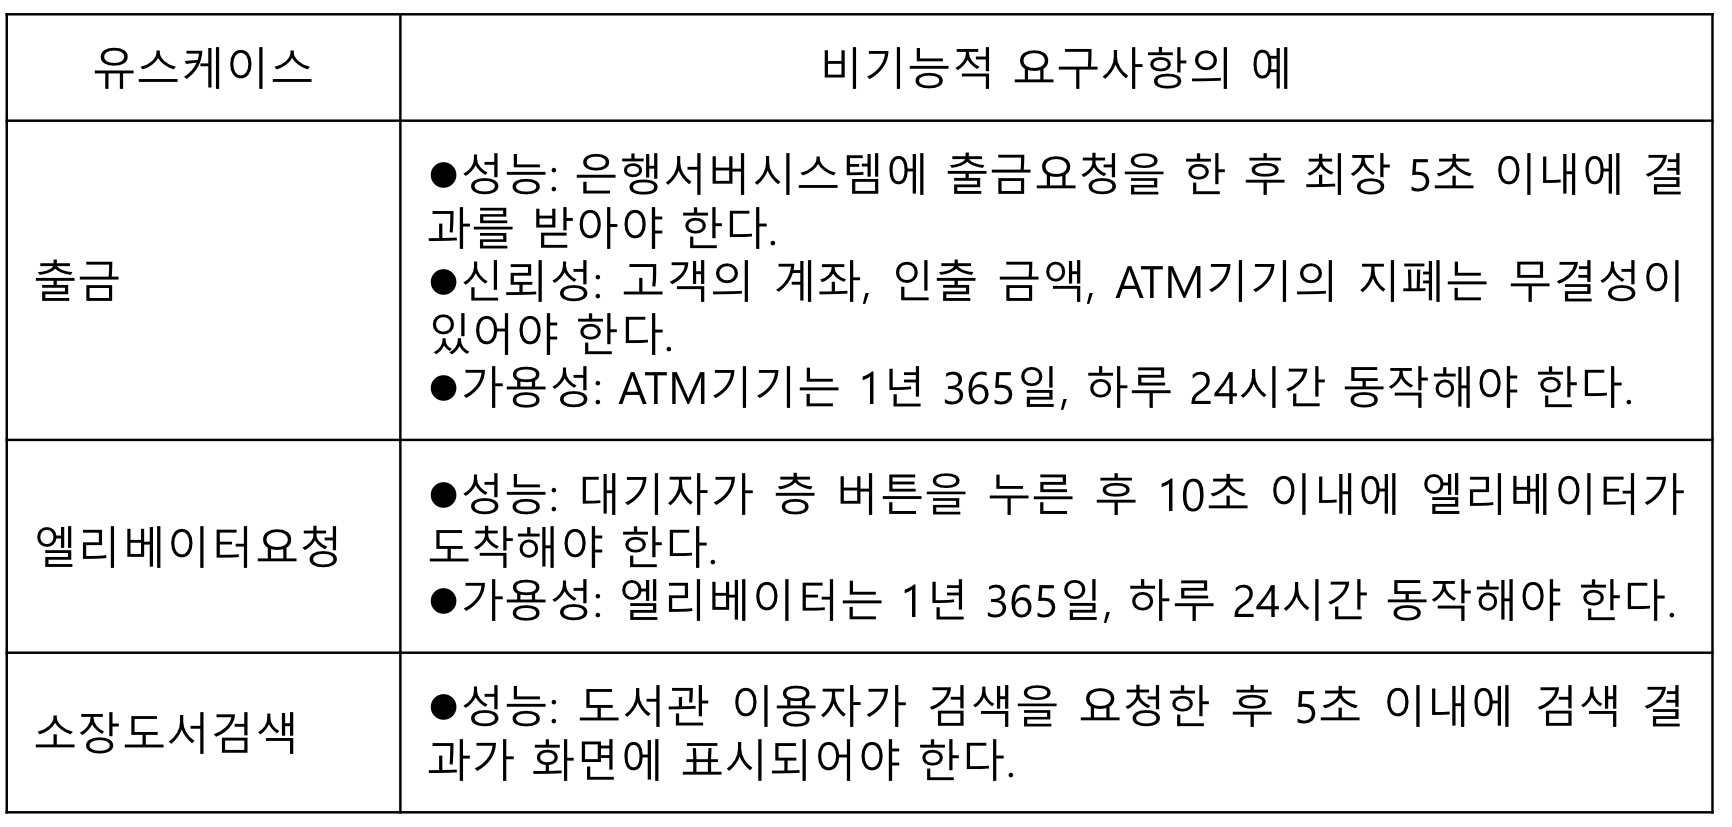 유스케이스
비기능적 요구사항의 예
출금
●성능: 은행서버시스템에 출금요청을 한 후 최장 5초 이내에 결
과를 받아야 한다.
●신뢰성: 고객의 계좌, 인출 금액, ATM기기의 지폐는 무결성이
있어야 한다.
●가용성: ATM기기는 1년 365일, 하루 24시간 동작해야 한다.
엘리베이터요청
●성능: 대기자가 층 버튼을 누른 후 10초 이내에 엘리베이터가
도착해야 한다.
●가용성: 엘리베이터는 1년 365일, 하루 24시간 동작해야 한다.
소장도서검색
●성능: 도서관 이용자가 검색을 요청한 후 5초 이내에 검색 결
과가 화면에 표시되어야 한다.